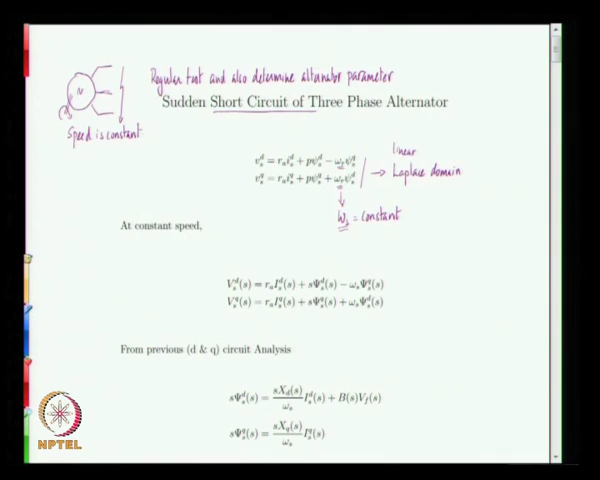 Regular test and also determine alternator parameter
N
Sudden Short Circuit of Three Phase Alternator
Speed is constant
linear
v_s^d = r_a i_s^d + pψ_s^d − ω_r ψ_s^q
v_s^q = r_a i_s^q + pψ_s^q + ω_r ψ_s^d
→ Laplace domain
ω_s = constant
At constant speed,
V_s^d(s) = r_a I_s^d(s) + sΨ_s^d(s) − ω_s Ψ_s^q(s)
V_s^q(s) = r_a I_s^q(s) + sΨ_s^q(s) + ω_s Ψ_s^d(s)
From previous (d & q) circuit Analysis
sΨ_s^d(s) = sX_d(s)/ω_s I_s^d(s) + B(s)V_f(s)
sΨ_s^q(s) = sX_q(s)/ω_s I_s^q(s)
NPTEL